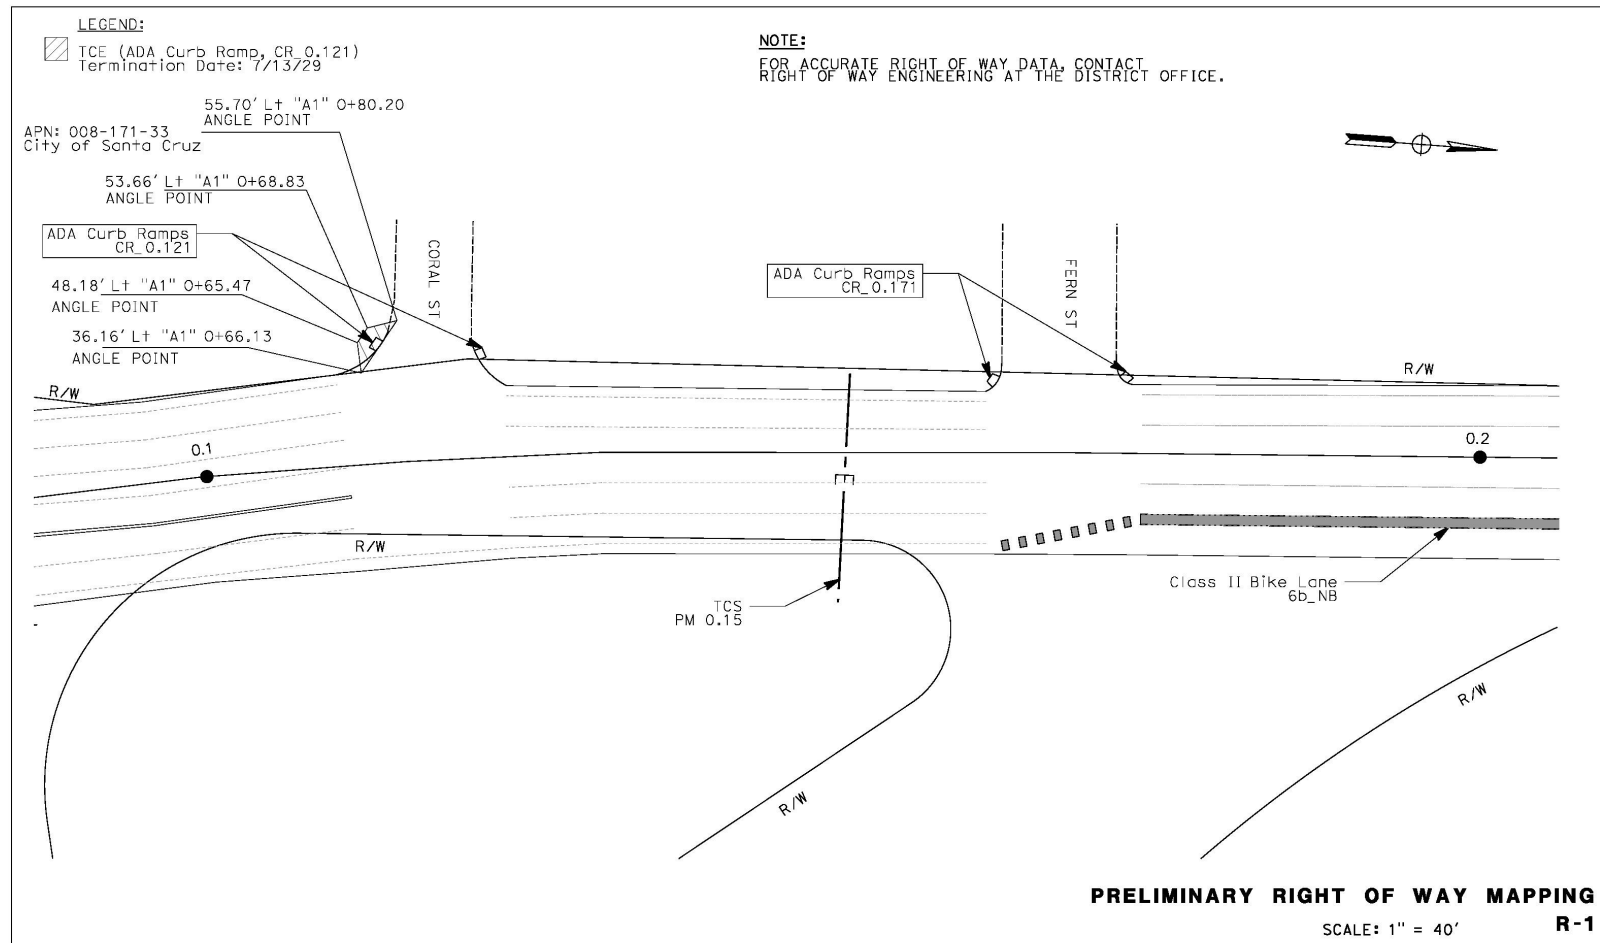 LEGEND:
TCE (ADA Curb Ramp, CR_0.121)
Termination Date: 7/13/29
NOTE:
FOR ACCURATE RIGHT OF WAY DATA, CONTACT
RIGHT OF WAY ENGINEERING AT THE DISTRICT OFFICE.
55.70' Lt "A1" 0+80.20
ANGLE POINT
APN: 008-171-33
City of Santa Cruz
53.66' Lt "A1" 0+68.83
ANGLE POINT
ADA Curb Ramps
CR_0.121
48.18' Lt "A1" 0+65.47
ANGLE POINT
36.16' Lt "A1" 0+66.13
ANGLE POINT
CORAL ST
ADA Curb Ramps
CR_0.171
FERN ST
R/W
R/W
0.1
0.2
R/W
TCS
PM 0.15
Class II Bike Lane
6b_NB
R/W
R/W
PRELIMINARY RIGHT OF WAY MAPPING
SCALE: 1" = 40'
R-1